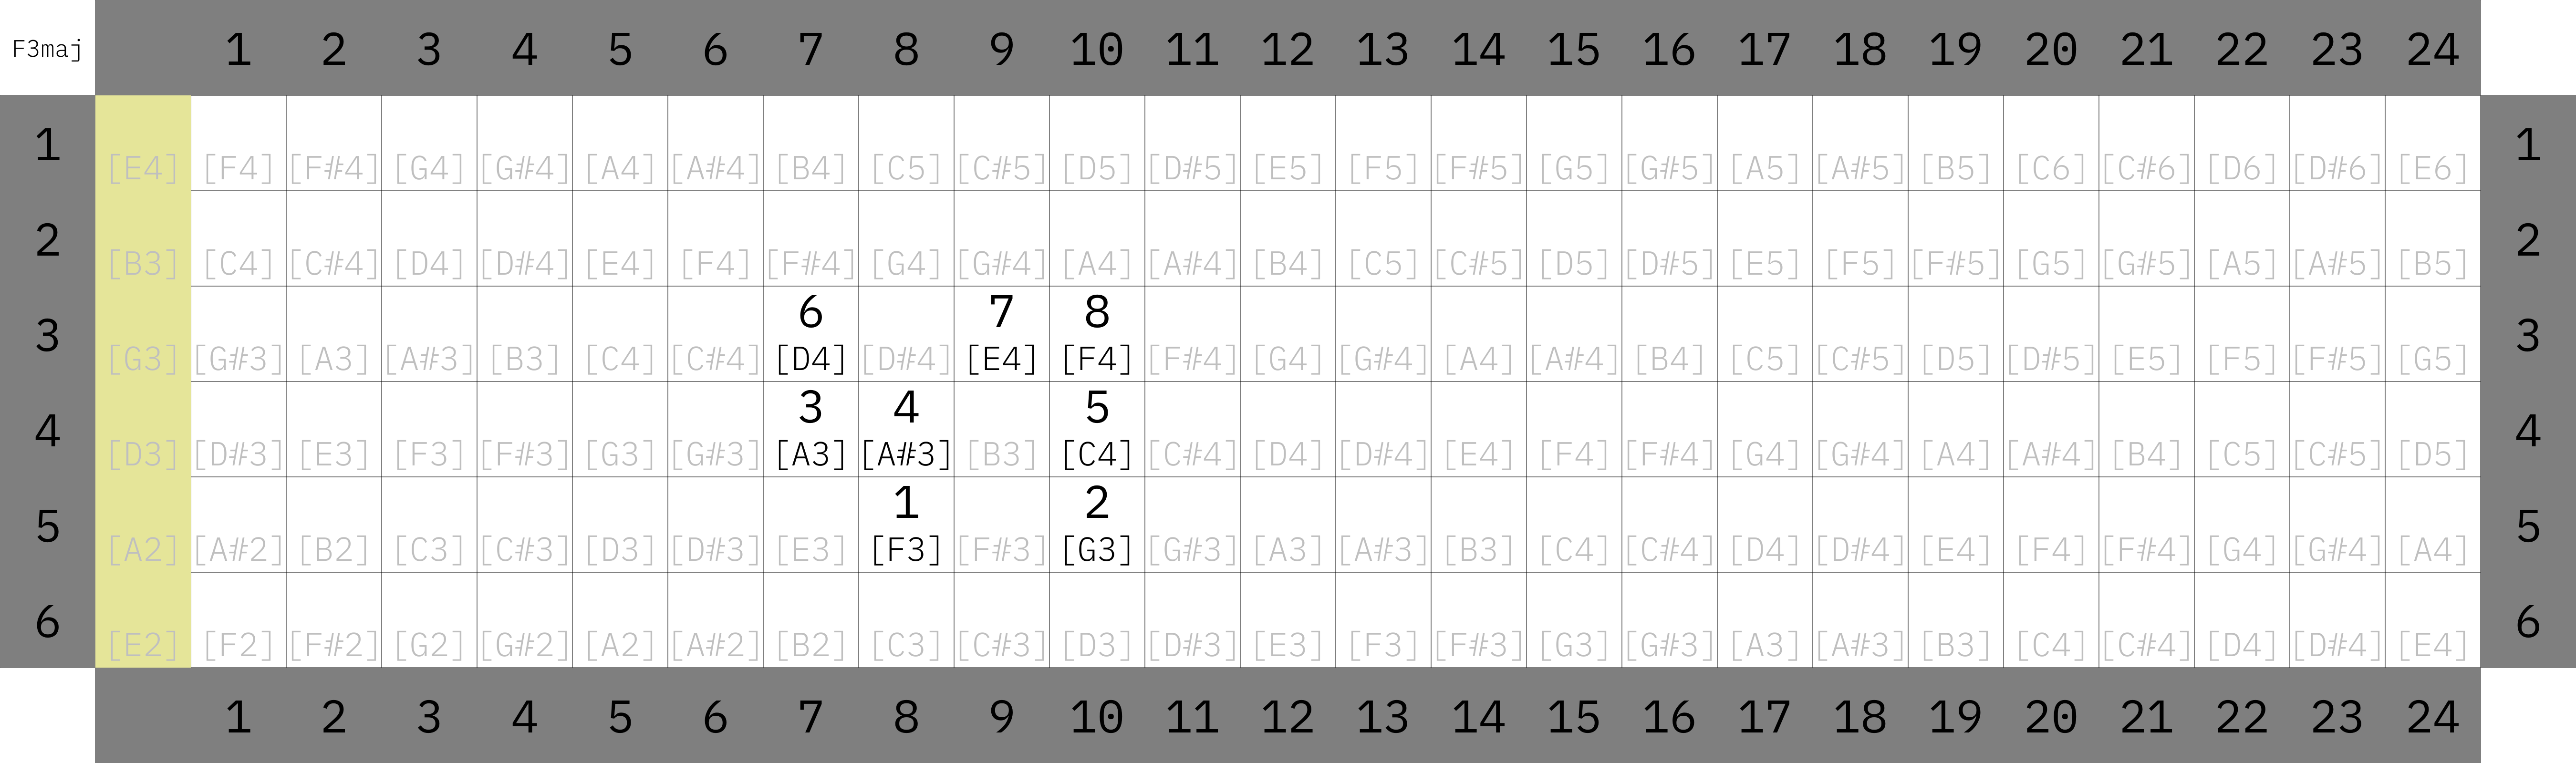 F3maj 1 2 3 4 5 6 7 8 9 10 11 12 13 14 15 16 17 18 19 20 21 22 23 24
1 [E4] [F4] [F#4] [G4] [G#4] [A4] [A#4] [B4] [C5] [C#5] [D5] [D#5] [E5] [F5] [F#5] [G5] [G#5] [A5] [A#5] [B5] [C6] [C#6] [D6] [D#6] [E6] 1
2 [B3] [C4] [C#4] [D4] [D#4] [E4] [F4] [F#4] [G4] [G#4] [A4] [A#4] [B4] [C5] [C#5] [D5] [D#5] [E5] [F5] [F#5] [G5] [G#5] [A5] [A#5] [B5] 2
6 7 8
3 [G3] [G#3] [A3] [A#3] [B3] [C4] [C#4] [D4] [D#4] [E4] [F4] [F#4] [G4] [G#4] [A4] [A#4] [B4] [C5] [C#5] [D5] [D#5] [E5] [F5] [F#5] [G5] 3
3 4 5
4 [D3] [D#3] [E3] [F3] [F#3] [G3] [G#3] [A3] [A#3] [B3] [C4] [C#4] [D4] [D#4] [E4] [F4] [F#4] [G4] [G#4] [A4] [A#4] [B4] [C5] [C#5] [D5] 4
1 2
5 [A2] [A#2] [B2] [C3] [C#3] [D3] [D#3] [E3] [F3] [F#3] [G3] [G#3] [A3] [A#3] [B3] [C4] [C#4] [D4] [D#4] [E4] [F4] [F#4] [G4] [G#4] [A4] 5
6 [E2] [F2] [F#2] [G2] [G#2] [A2] [A#2] [B2] [C3] [C#3] [D3] [D#3] [E3] [F3] [F#3] [G3] [G#3] [A3] [A#3] [B3] [C4] [C#4] [D4] [D#4] [E4] 6
1 2 3 4 5 6 7 8 9 10 11 12 13 14 15 16 17 18 19 20 21 22 23 24